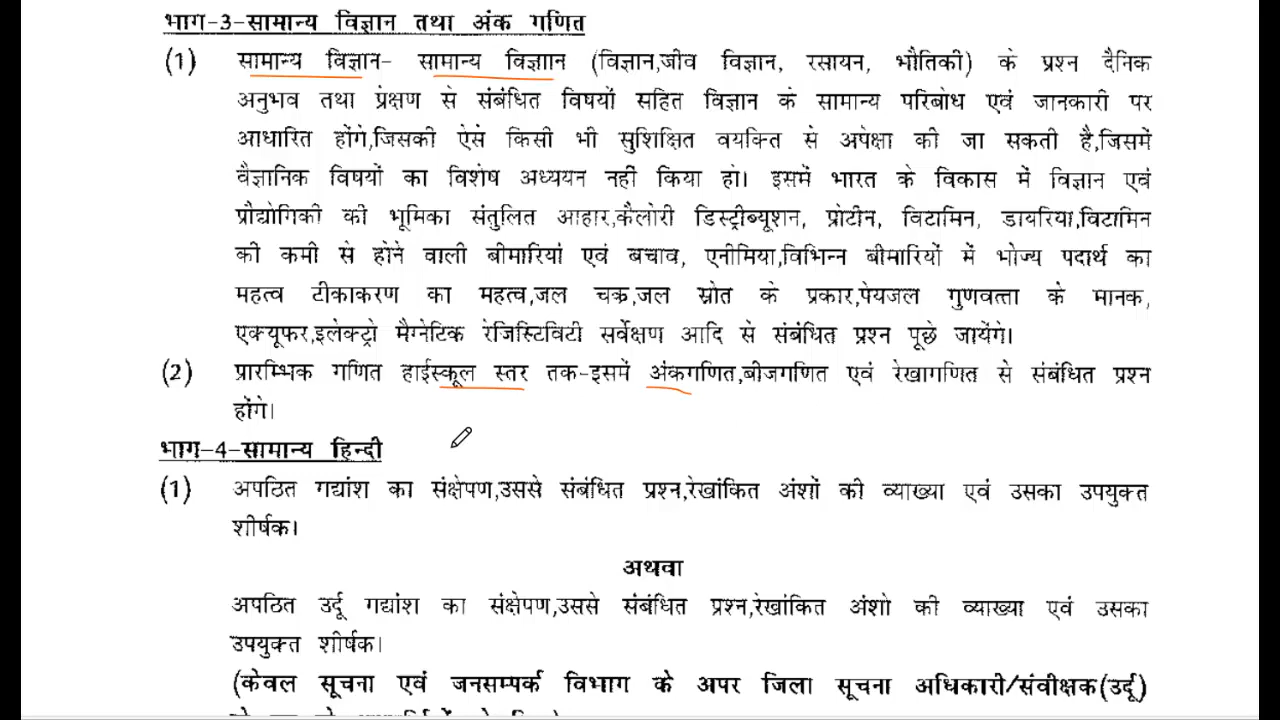 भाग-3-सामान्य विज्ञान तथा अंक गणित
(1) सामान्य विज्ञान- सामान्य विज्ञाान (विज्ञान,जीव विज्ञान, रसायन, भौतिकी) के प्रश्न दैनिक
अनुभव तथा प्रेक्षण से संबंधित विषयों सहित विज्ञान के सामान्य परिबोध एवं जानकारी पर
आधारित होंगे,जिसकी ऐसे किसी भी सुशिक्षित वयक्ति से अपेक्षा की जा सकती है,जिसमें
वैज्ञानिक विषयों का विशेष अध्ययन नहीं किया हो। इसमें भारत के विकास में विज्ञान एवं
प्रौद्योगिकी की भूमिका संतुलित आहार,कैलोरी डिस्ट्रीब्यूशन, प्रोटीन, विटामिन, डायरिया,विटामिन
की कमी से होने वाली बीमारियां एवं बचाव, एनीमिया,विभिन्न बीमारियों में भोज्य पदार्थ का
महत्व टीकाकरण का महत्व,जल चक्र,जल स्रोत के प्रकार,पेयजल गुणवत्ता के मानक,
एक्यूफर,इलेक्ट्रो मैग्नेटिक रेजिस्टिविटी सर्वेक्षण आदि से संबंधित प्रश्न पूछे जायेंगे।
(2) प्रारम्भिक गणित हाईस्कूल स्तर तक-इसमें अंकगणित,बीजगणित एवं रेखागणित से संबंधित प्रश्न
होंगे।
भाग-4-सामान्य हिन्दी
(1) अपठित गद्यांश का संक्षेपण,उससे संबंधित प्रश्न,रेखांकित अंशों की व्याख्या एवं उसका उपयुक्त
शीर्षक।
अथवा
अपठित उर्दू गद्यांश का संक्षेपण,उससे संबंधित प्रश्न,रेखांकित अंशो की व्याख्या एवं उसका
उपयुक्त शीर्षक।
(केवल सूचना एवं जनसम्पर्क विभाग के अपर जिला सूचना अधिकारी/संवीक्षक(उर्दू)